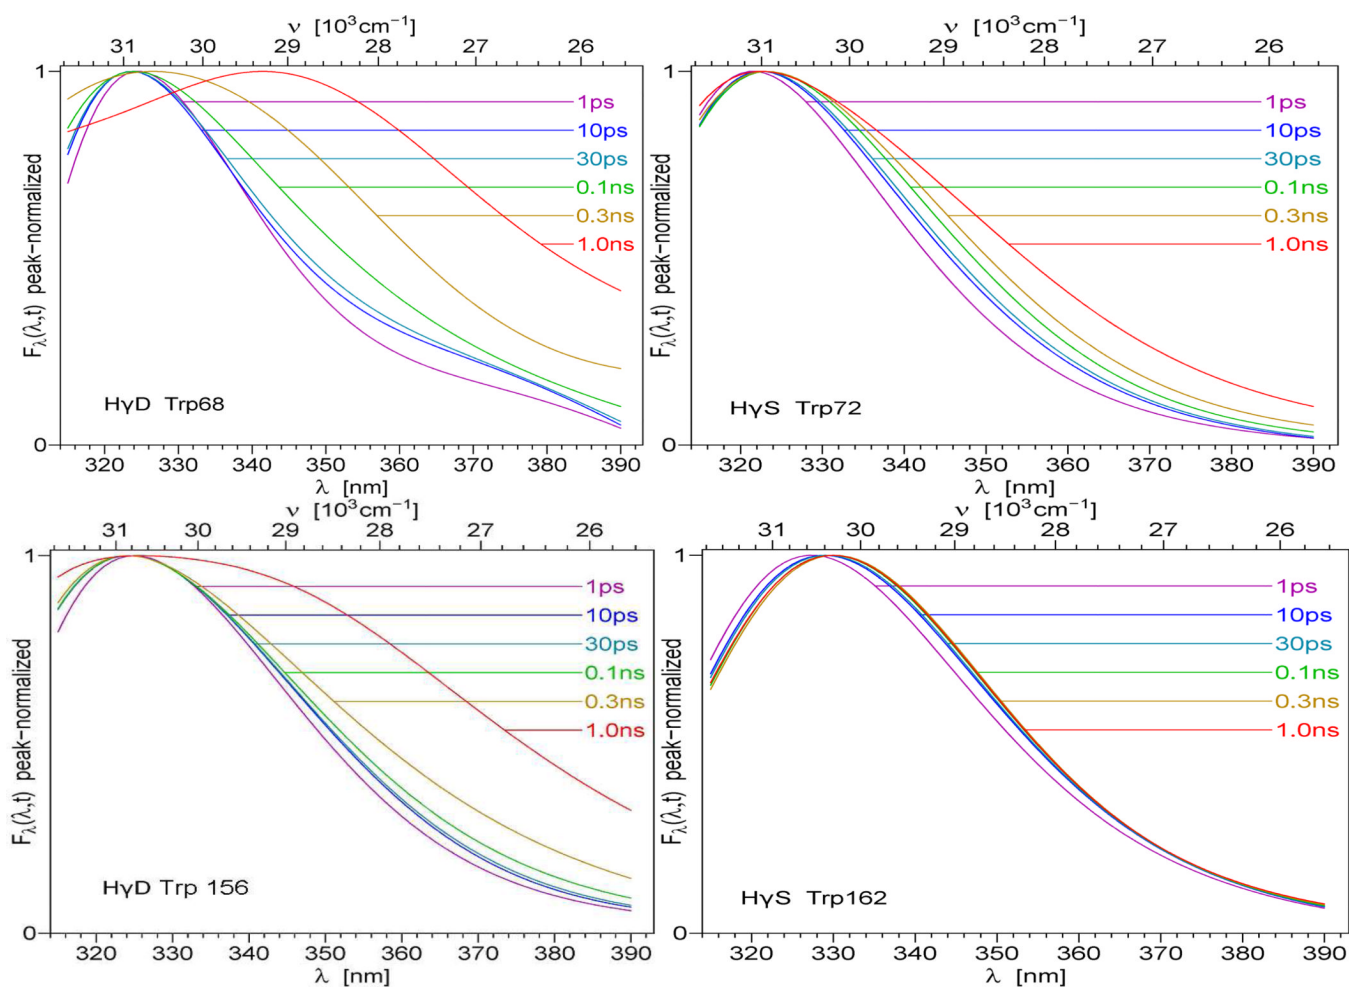 ν [10³cm⁻¹]
31 30 29 28 27 26
1
1ps
10ps
30ps
0.1ns
0.3ns
1.0ns
F_λ(λ,t) peak-normalized
HγD Trp68
0
320 330 340 350 360 370 380 390
λ [nm]
ν [10³cm⁻¹]
31 30 29 28 27 26
1
1ps
10ps
30ps
0.1ns
0.3ns
1.0ns
F_λ(λ,t) peak-normalized
HγS Trp72
0
320 330 340 350 360 370 380 390
λ [nm]
ν [10³cm⁻¹]
31 30 29 28 27 26
1
1ps
10ps
30ps
0.1ns
0.3ns
1.0ns
F_λ(λ,t) peak-normalized
HγD Trp 156
0
320 330 340 350 360 370 380 390
λ [nm]
ν [10³cm⁻¹]
31 30 29 28 27 26
1
1ps
10ps
30ps
0.1ns
0.3ns
1.0ns
F_λ(λ,t) peak-normalized
HγS Trp162
0
320 330 340 350 360 370 380 390
λ [nm]